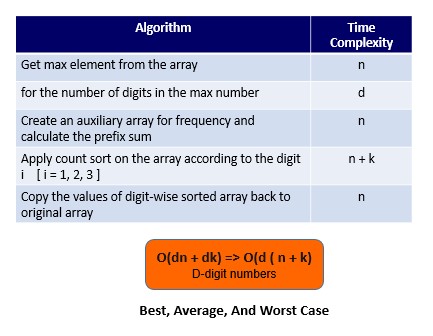 Algorithm
Time
Complexity
Get max element from the array
n
for the number of digits in the max number
d
Create an auxiliary array for frequency and
calculate the prefix sum
n
Apply count sort on the array according to the digit
i [ i = 1, 2, 3 ]
n + k
Copy the values of digit-wise sorted array back to
original array
n
O(dn + dk) => O(d ( n + k)
D-digit numbers
Best, Average, And Worst Case